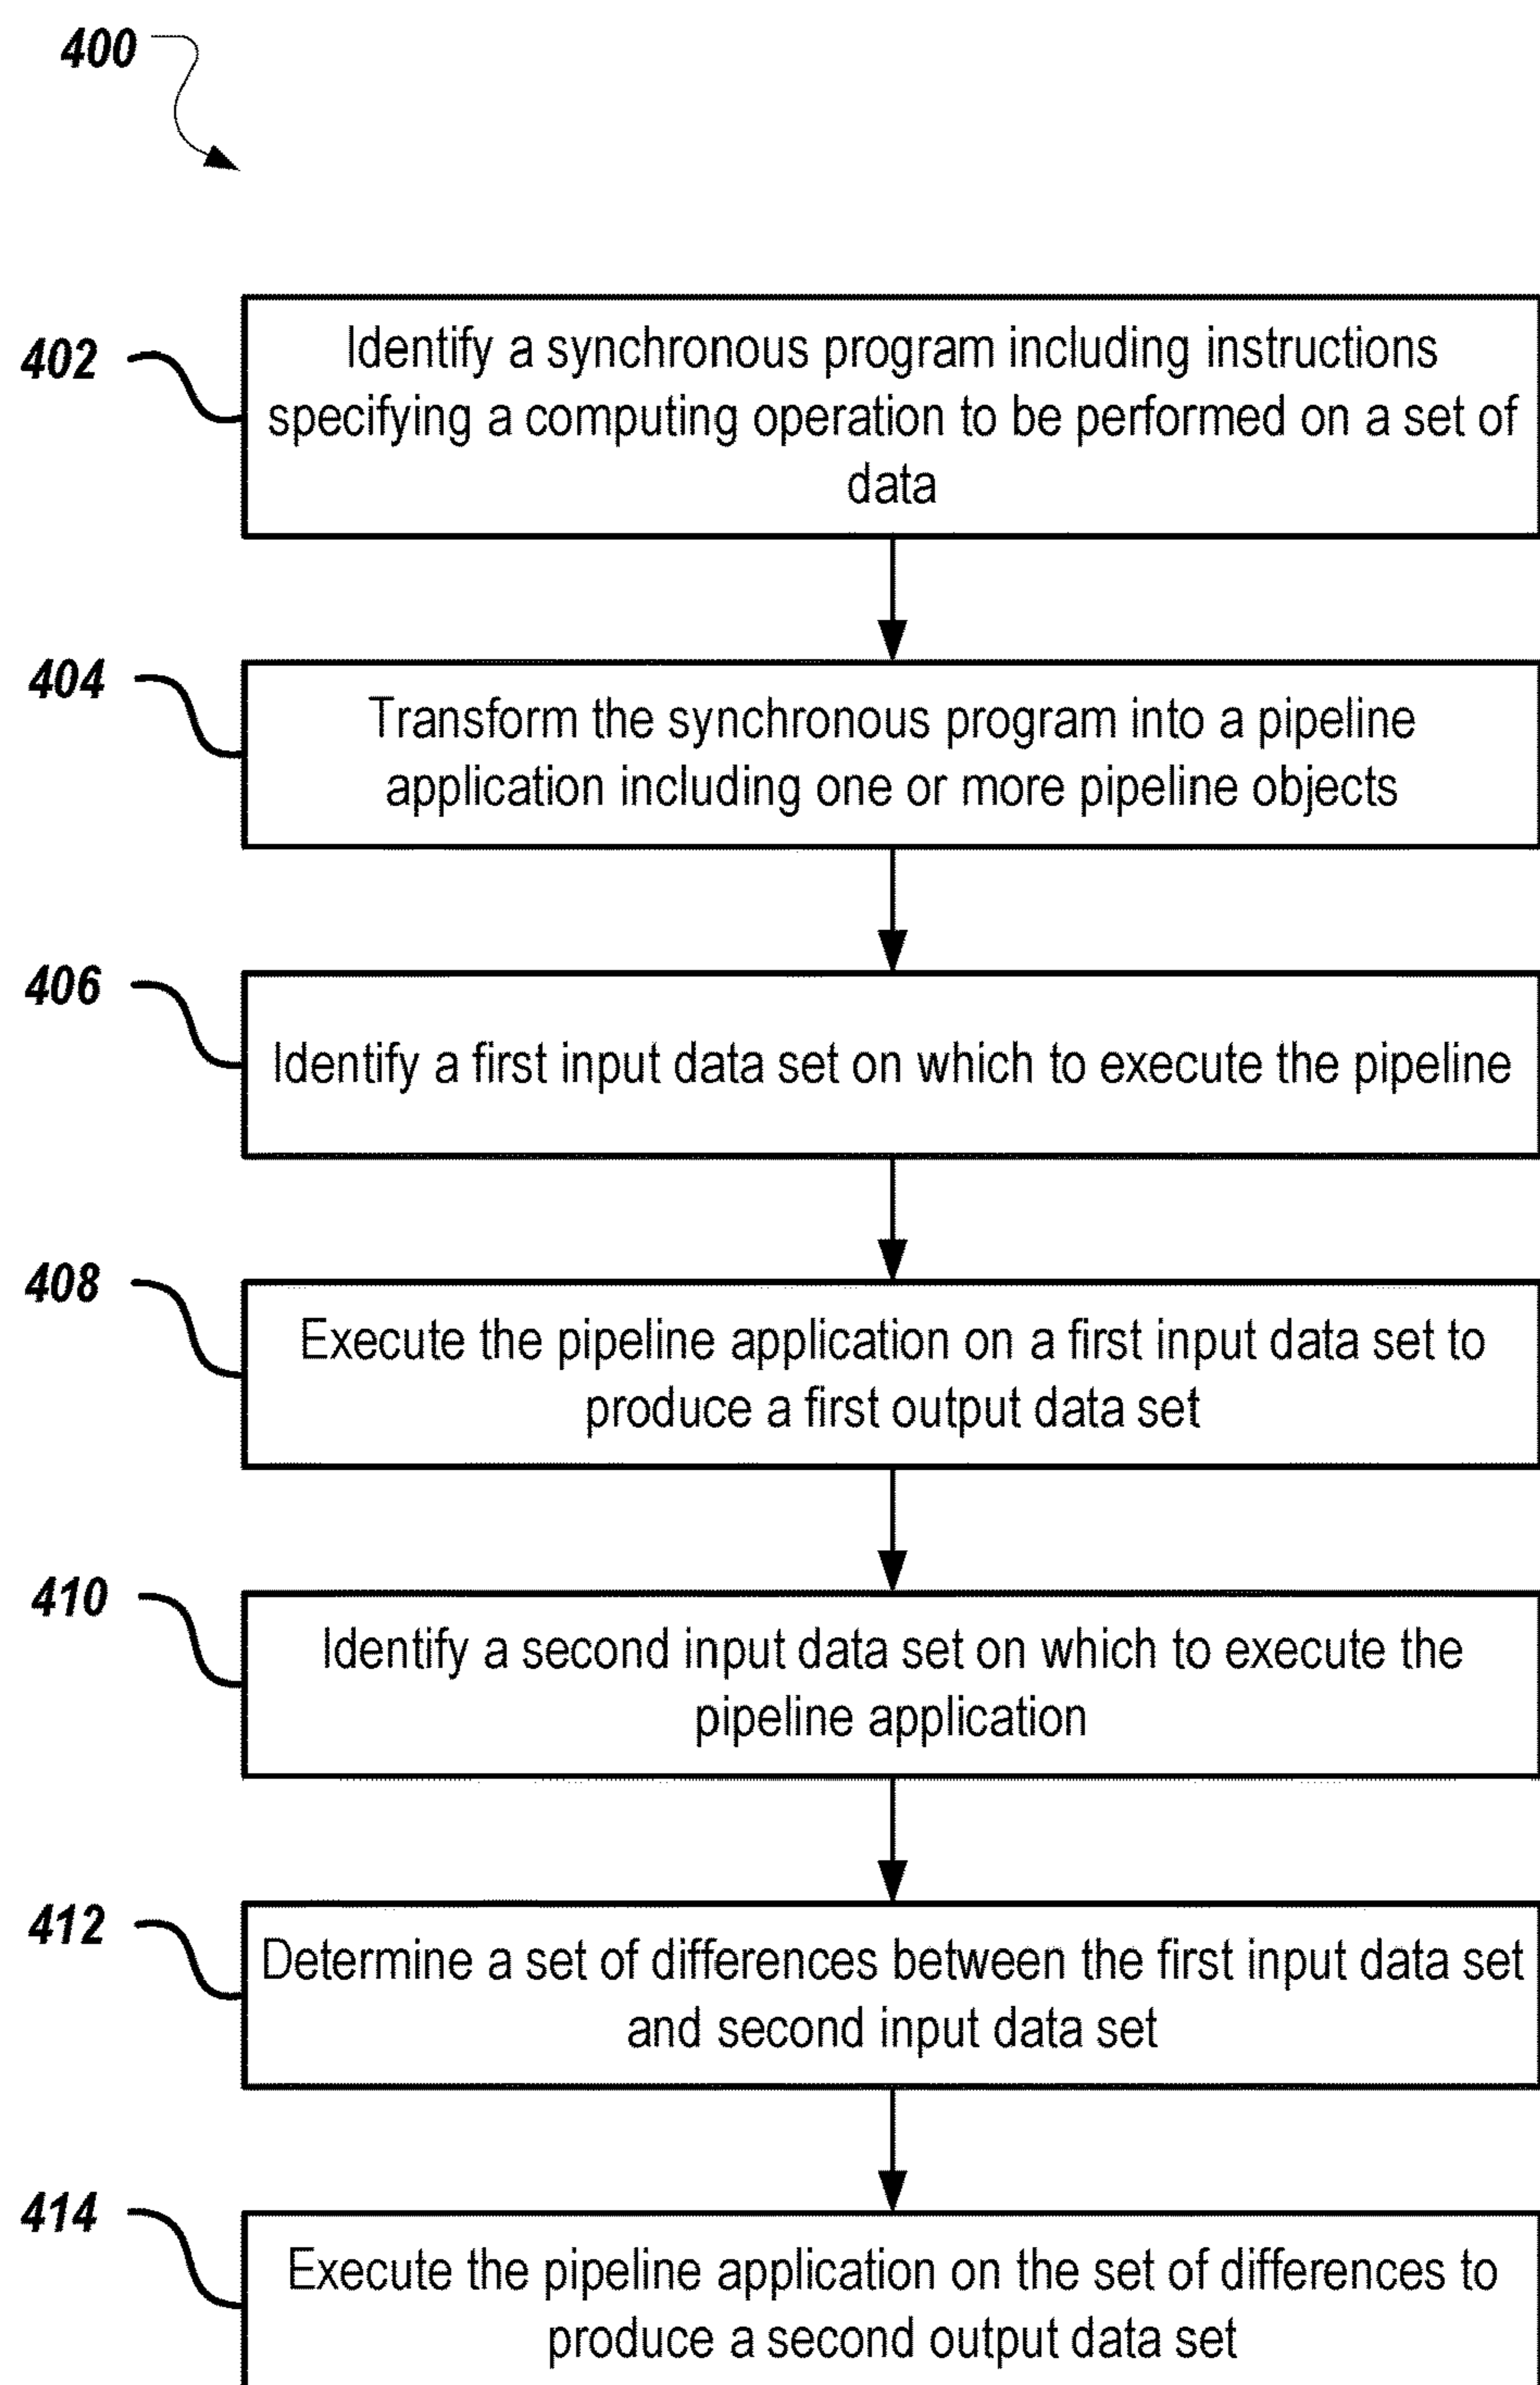 400
402
Identify a synchronous program including instructions
specifying a computing operation to be performed on a set of
data
404
Transform the synchronous program into a pipeline
application including one or more pipeline objects
406
Identify a first input data set on which to execute the pipeline
408
Execute the pipeline application on a first input data set to
produce a first output data set
410
Identify a second input data set on which to execute the
pipeline application
412
Determine a set of differences between the first input data set
and second input data set
414
Execute the pipeline application on the set of differences to
produce a second output data set